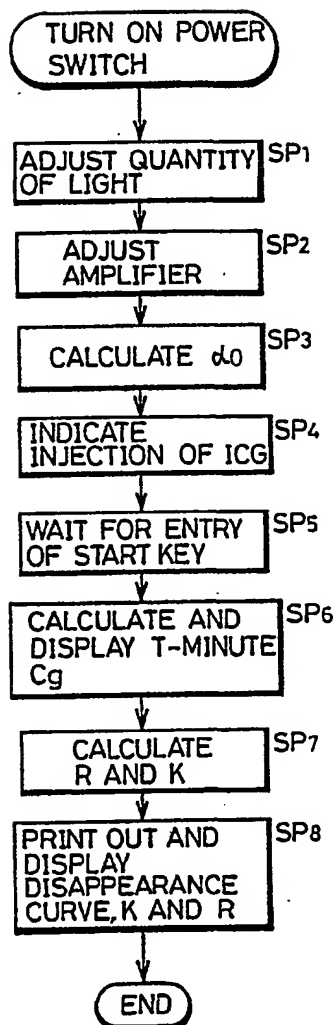 TURN ON POWER
SWITCH
ADJUST QUANTITY
OF LIGHT
SP1
ADJUST
AMPLIFIER
SP2
CALCULATE α0
SP3
INDICATE
INJECTION OF ICG
SP4
WAIT FOR ENTRY
OF START KEY
SP5
CALCULATE AND
DISPLAY T-MINUTE
Cg
SP6
CALCULATE
R AND K
SP7
PRINT OUT AND
DISPLAY
DISAPPEARANCE
CURVE, K AND R
SP8
END